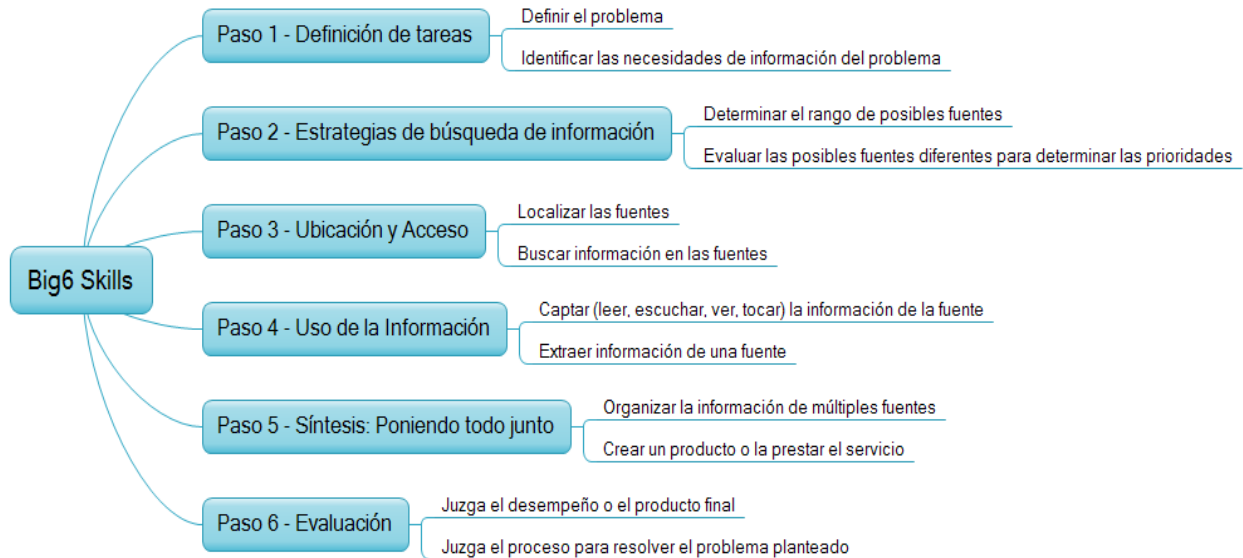 Big6 Skills
Paso 1 - Definición de tareas
Definir el problema
Identificar las necesidades de información del problema
Paso 2 - Estrategias de búsqueda de información
Determinar el rango de posibles fuentes
Evaluar las posibles fuentes diferentes para determinar las prioridades
Paso 3 - Ubicación y Acceso
Localizar las fuentes
Buscar información en las fuentes
Paso 4 - Uso de la Información
Captar (leer, escuchar, ver, tocar) la información de la fuente
Extraer información de una fuente
Paso 5 - Síntesis: Poniendo todo junto
Organizar la información de múltiples fuentes
Crear un producto o la prestar el servicio
Paso 6 - Evaluación
Juzga el desempeño o el producto final
Juzga el proceso para resolver el problema planteado